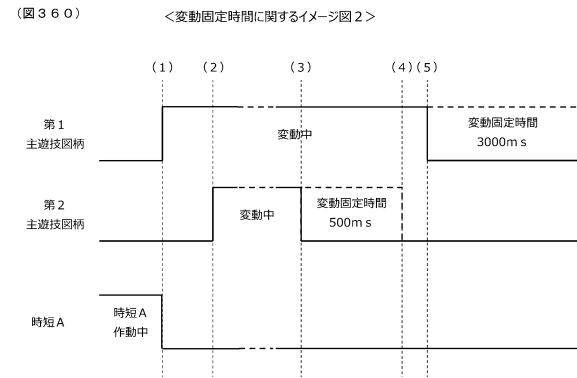 （図３６０）
＜変動固定時間に関するイメージ図２＞
（１）
（２）
（３）
（４）
（５）
第１
主遊技図柄
変動中
変動固定時間
3000ｍｓ
第２
主遊技図柄
変動中
変動固定時間
500ｍｓ
時短Ａ
時短Ａ
作動中